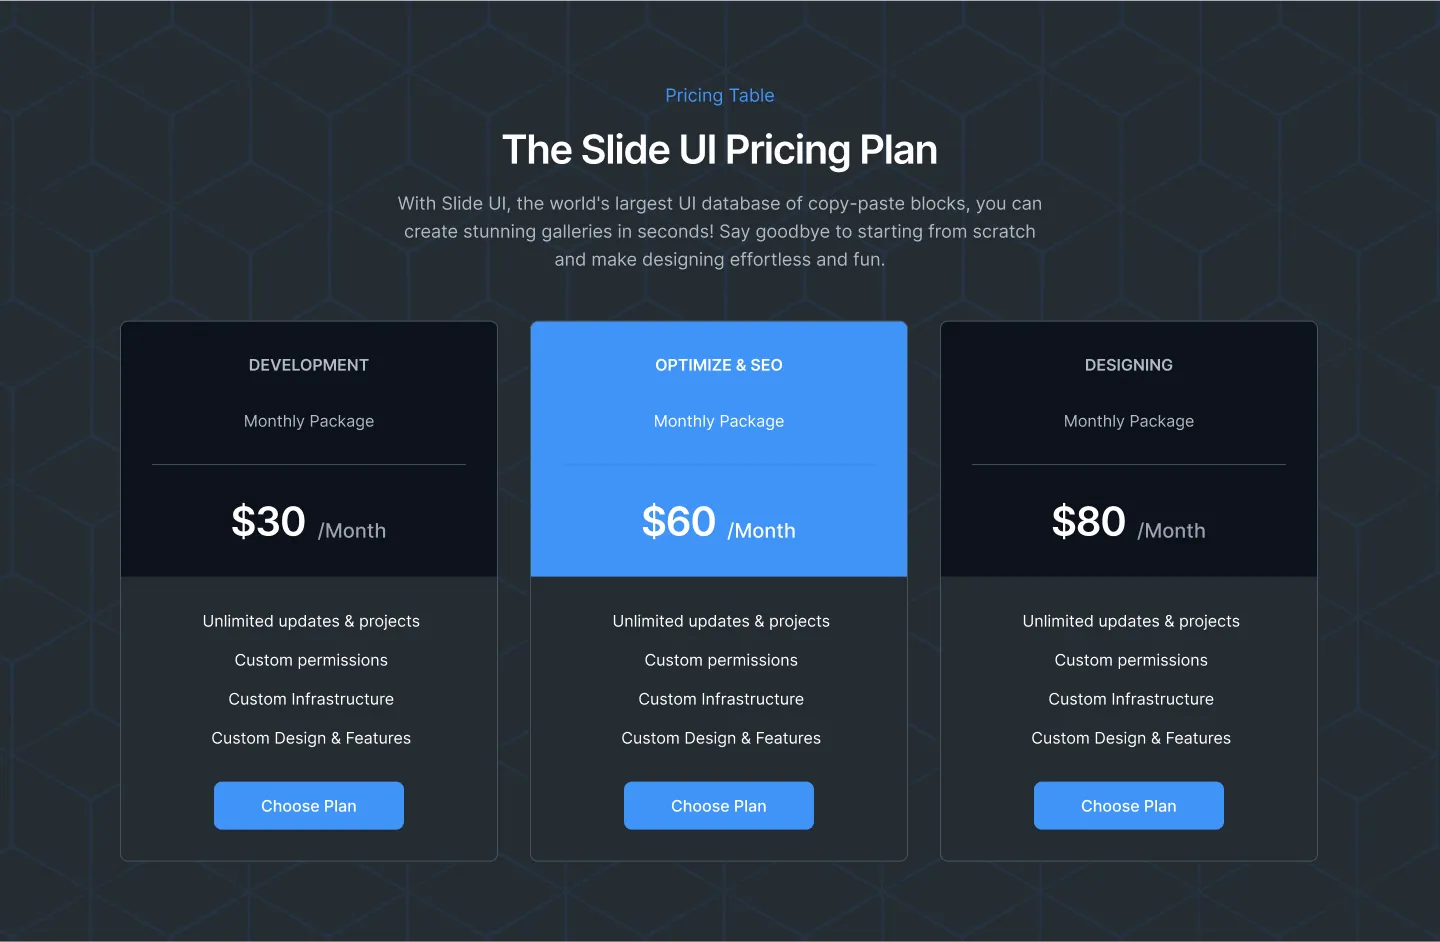 Pricing Table
The Slide UI Pricing Plan
With Slide UI, the world's largest UI database of copy-paste blocks, you can
create stunning galleries in seconds! Say goodbye to starting from scratch
and make designing effortless and fun.
DEVELOPMENT
Monthly Package
$30 /Month
Unlimited updates & projects
Custom permissions
Custom Infrastructure
Custom Design & Features
Choose Plan
OPTIMIZE & SEO
Monthly Package
$60 /Month
Unlimited updates & projects
Custom permissions
Custom Infrastructure
Custom Design & Features
Choose Plan
DESIGNING
Monthly Package
$80 /Month
Unlimited updates & projects
Custom permissions
Custom Infrastructure
Custom Design & Features
Choose Plan